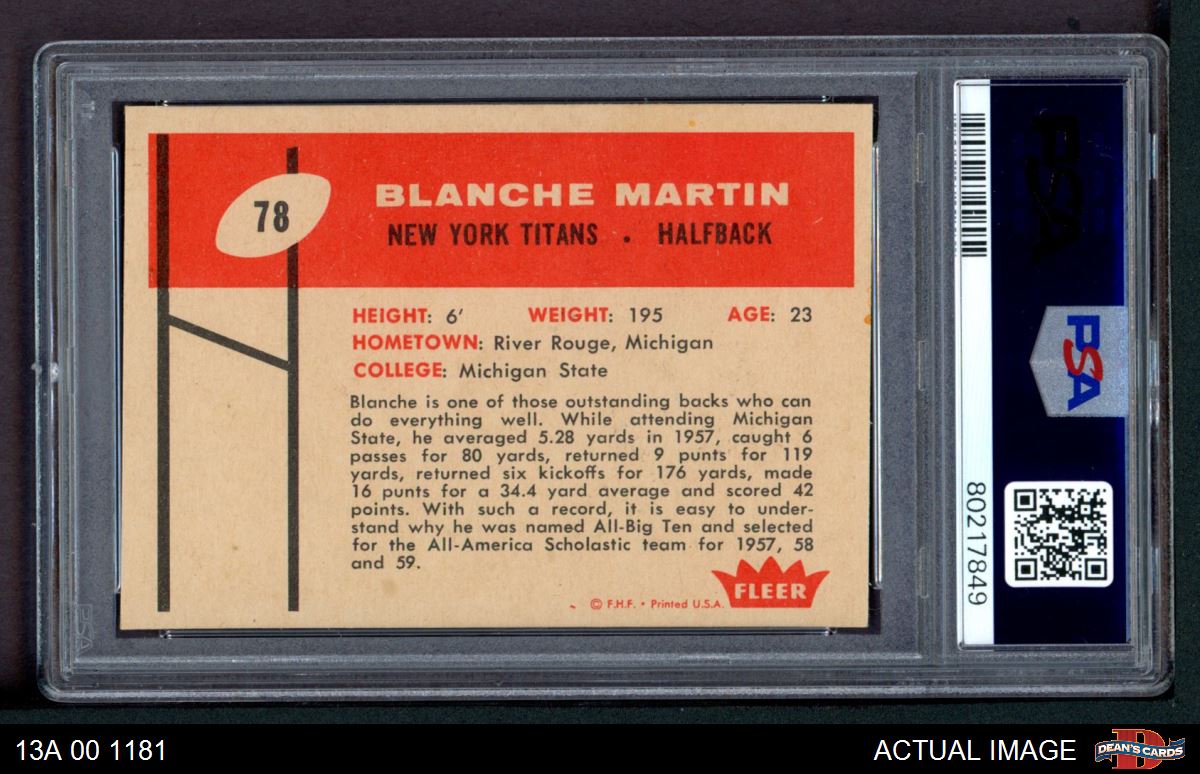 78
BLANCHE MARTIN
NEW YORK TITANS . HALFBACK
HEIGHT: 6' WEIGHT: 195 AGE: 23
HOMETOWN: River Rouge, Michigan
COLLEGE: Michigan State
Blanche is one of those outstanding backs who can
do everything well. While attending Michigan
State, he averaged 5.28 yards in 1957, caught 6
passes for 80 yards, returned 9 punts for 119
yards, returned six kickoffs for 176 yards, made
16 punts for a 34.4 yard average and scored 42
points. With such a record, it is easy to under-
stand why he was named All-Big Ten and selected
for the All-America Scholastic team for 1957, 58
and 59.
FLEER
© F.H.F. • Printed U.S.A.
80217849
PSA
PSA
13A 00 1181
ACTUAL IMAGE
DEAN'S CARDS